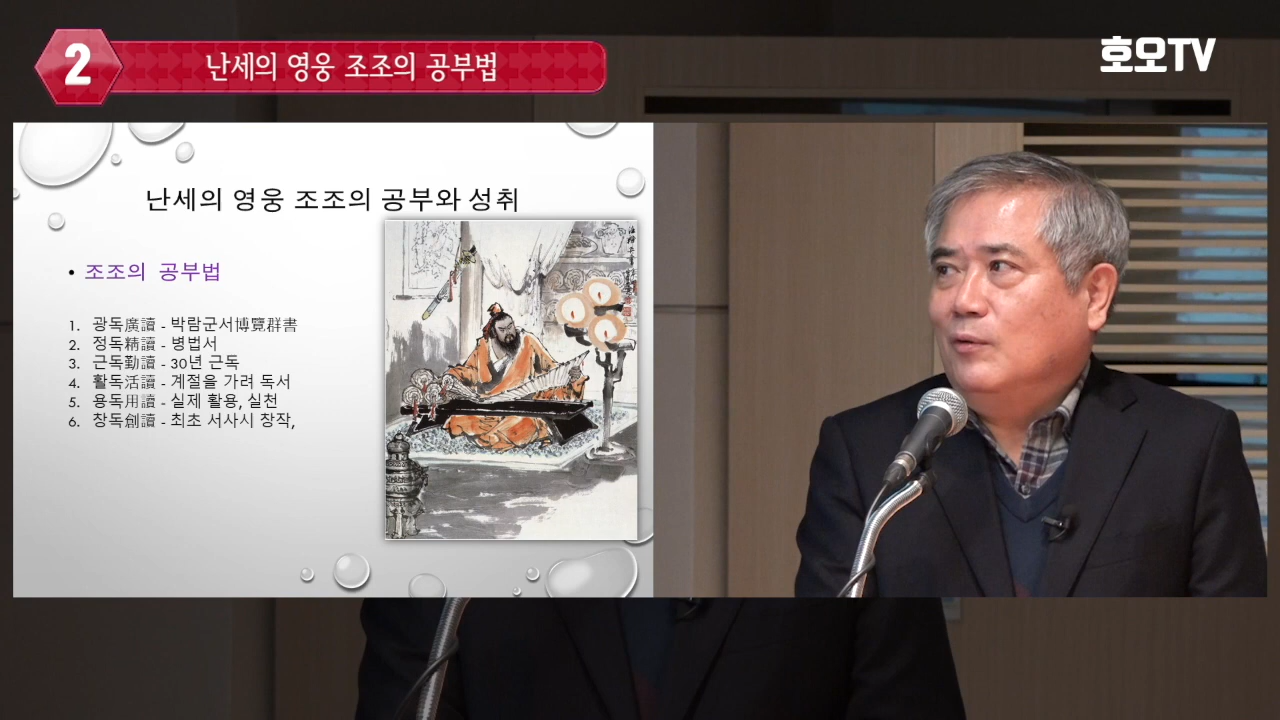 2
난세의 영웅 조조의 공부법
호오TV
난세의 영웅 조조의 공부와 성취
• 조조의 공부법
1. 광독廣讀 - 박람군서博覽群書
2. 정독精讀 - 병법서
3. 근독勤讀 - 30년 근독
4. 활독活讀 - 계절을 가려 독서
5. 용독用讀 - 실제 활용, 실천
6. 창독創讀 - 최초 서사시 창작,